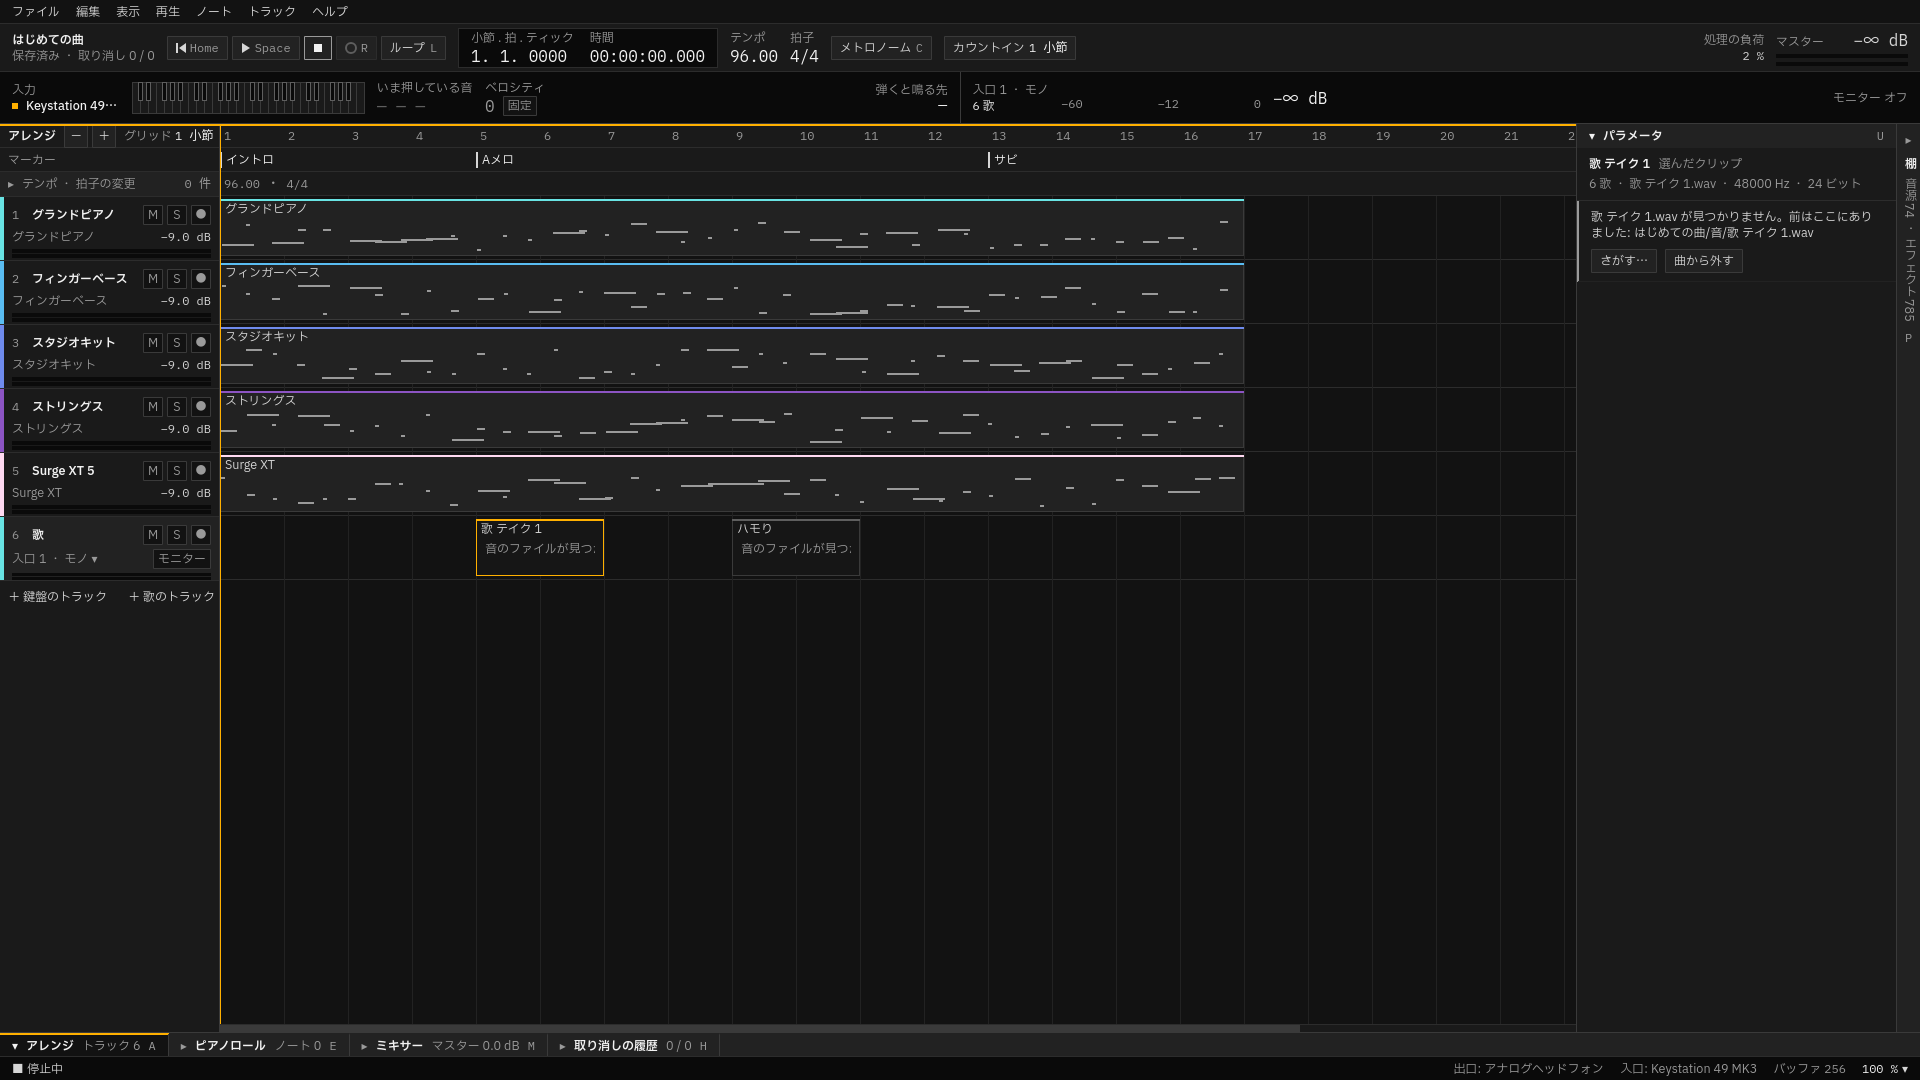 ファイル 編集 表示 再生 ノート トラック ヘルプ
はじめての曲
保存済み · 取り消し 0 / 0
Home Space R ループ L
小節 . 拍 . ティック 時間
1. 1. 0000 00:00:00.000
テンポ 拍子
96.00 4/4
メトロノーム C カウントイン 1 小節
処理の負荷 マスター −∞ dB
2 %
入力
Keystation 49…
いま押している音 ベロシティ
— — — 0 固定
弾くと鳴る先
—
入口 1 · モノ
6 歌 −60 −12 0 −∞ dB
モニター オフ
アレンジ − + グリッド 1 小節
1 2 3 4 5 6 7 8 9 10 11 12 13 14 15 16 17 18 19 20 21 2
マーカー イントロ Aメロ サビ
▸ テンポ · 拍子の変更 0 件 96.00 · 4/4
1 グランドピアノ M S
グランドピアノ −9.0 dB
グランドピアノ
2 フィンガーベース M S
フィンガーベース −9.0 dB
フィンガーベース
3 スタジオキット M S
スタジオキット −9.0 dB
スタジオキット
4 ストリングス M S
ストリングス −9.0 dB
ストリングス
5 Surge XT 5 M S
Surge XT −9.0 dB
Surge XT
6 歌 M S
入口 1 · モノ ▾ モニター
歌 テイク 1
音のファイルが見つ
ハモり
音のファイルが見つ
+ 鍵盤のトラック + 歌のトラック
▾ パラメータ U
歌 テイク 1 選んだクリップ
6 歌 · 歌 テイク 1.wav · 48000 Hz · 24 ビット
歌 テイク 1.wav が見つかりません。前はここにあり
ました: はじめての曲/音/歌 テイク 1.wav
さがす… 曲から外す
▸ 棚 音源74 · エフェクト785 P
▾ アレンジ トラック 6 A ▸ ピアノロール ノート 0 E ▸ ミキサー マスター 0.0 dB M ▸ 取り消しの履歴 0 / 0 H
■ 停止中
出口: アナログヘッドフォン 入口: Keystation 49 MK3 バッファ 256 100 % ▾